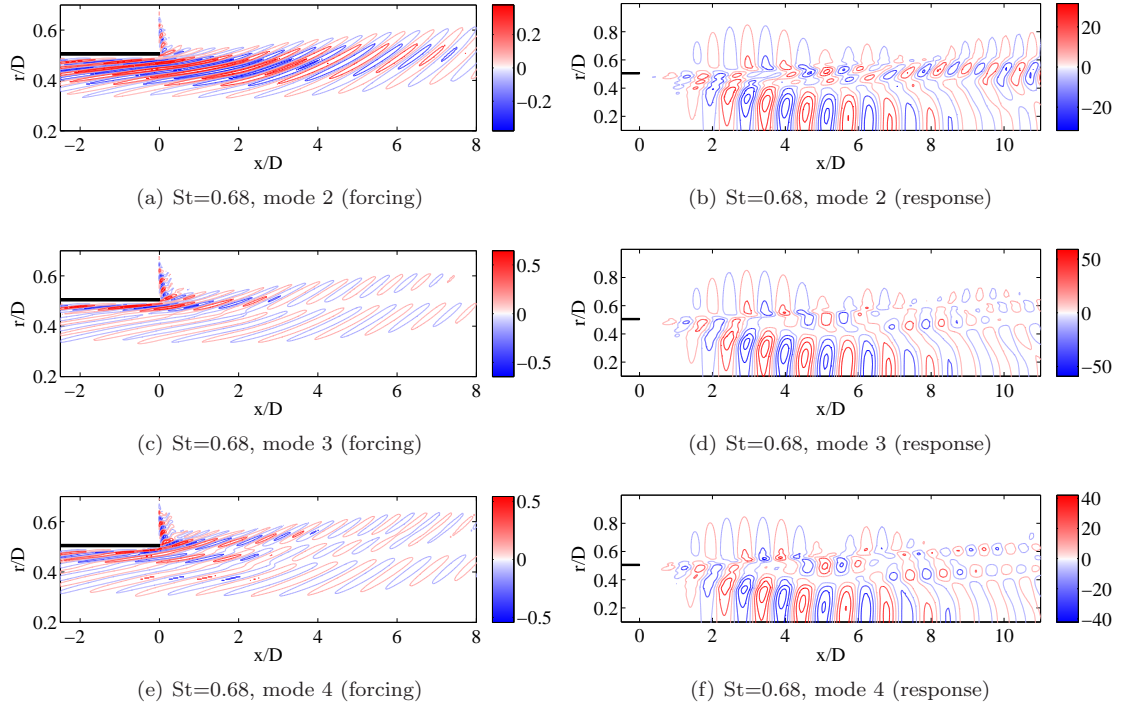 0.6
0.4
0.2
r/D
−2 0 2 4 6 8
x/D
0.2
0
−0.2
(a) St=0.68, mode 2 (forcing)
0.8
0.6
0.4
0.2
r/D
0 2 4 6 8 10
x/D
20
0
−20
(b) St=0.68, mode 2 (response)
0.6
0.4
0.2
r/D
−2 0 2 4 6 8
x/D
0.5
0
−0.5
(c) St=0.68, mode 3 (forcing)
0.8
0.6
0.4
0.2
r/D
0 2 4 6 8 10
x/D
50
0
−50
(d) St=0.68, mode 3 (response)
0.6
0.4
0.2
r/D
−2 0 2 4 6 8
x/D
0.5
0
−0.5
(e) St=0.68, mode 4 (forcing)
0.8
0.6
0.4
0.2
r/D
0 2 4 6 8 10
x/D
40
20
0
−20
−40
(f) St=0.68, mode 4 (response)